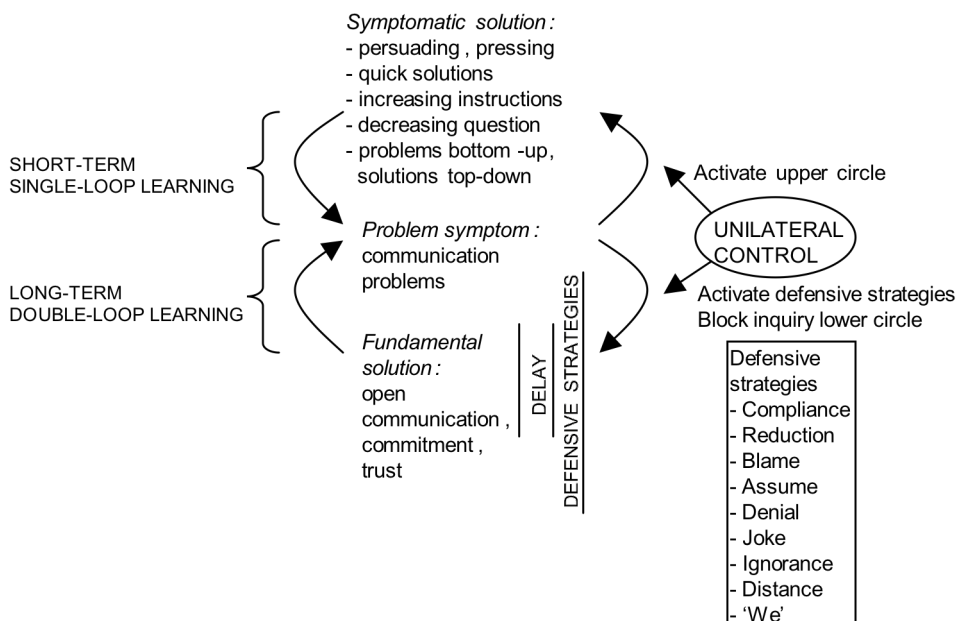 Symptomatic solution :
- persuading , pressing
- quick solutions
- increasing instructions
- decreasing question
- problems bottom -up,
solutions top-down
SHORT-TERM
SINGLE-LOOP LEARNING
Activate upper circle
Problem symptom :
communication
problems
UNILATERAL
CONTROL
LONG-TERM
DOUBLE-LOOP LEARNING
Activate defensive strategies
Block inquiry lower circle
Fundamental
solution :
open
communication ,
commitment ,
trust
DELAY
DEFENSIVE STRATEGIES
Defensive
strategies
- Compliance
- Reduction
- Blame
- Assume
- Denial
- Joke
- Ignorance
- Distance
- ‘We’